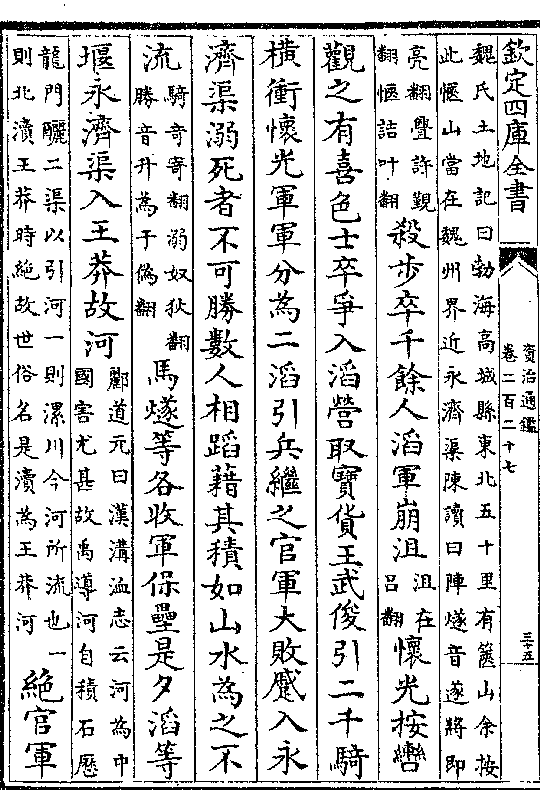 欽定四庫全書
資治通鑑
卷二百二十七
三十五
魏氏土地記曰勃海高城縣東北五十里有篋山余按
此愜山當在魏州界近永濟渠陳讀曰陣燧音遂將即
亮翻舋許覲
翻愜詰叶翻
殺步卒千餘人滔軍崩沮
沮在
呂翻
懷光按轡
觀之有喜色士卒爭入滔營取寶貨王武俊引二千騎
橫衝懷光軍軍分為二滔引兵繼之官軍大敗蹙入永
濟渠溺死者不可勝數人相蹈藉其積如山水為之不
流
騎奇寄翻溺奴狄翻
勝音升為于偽翻
馬燧等各收軍保壘是夕滔等
堰永濟渠入王莽故河
酈道元曰漢溝洫志云河為中
國害尤甚故禹導河自積石歷
龍門釃二渠以引河一則漯川今河所流也一
則北瀆王莽時絶故世俗名是瀆為王莽河
絶官軍